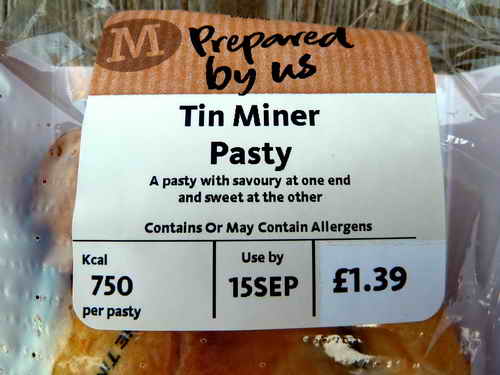 M Prepared
by us
Tin Miner
Pasty
A pasty with savoury at one end
and sweet at the other
Contains Or May Contain Allergens
Kcal
750
per pasty
Use by
15SEP
£1.39